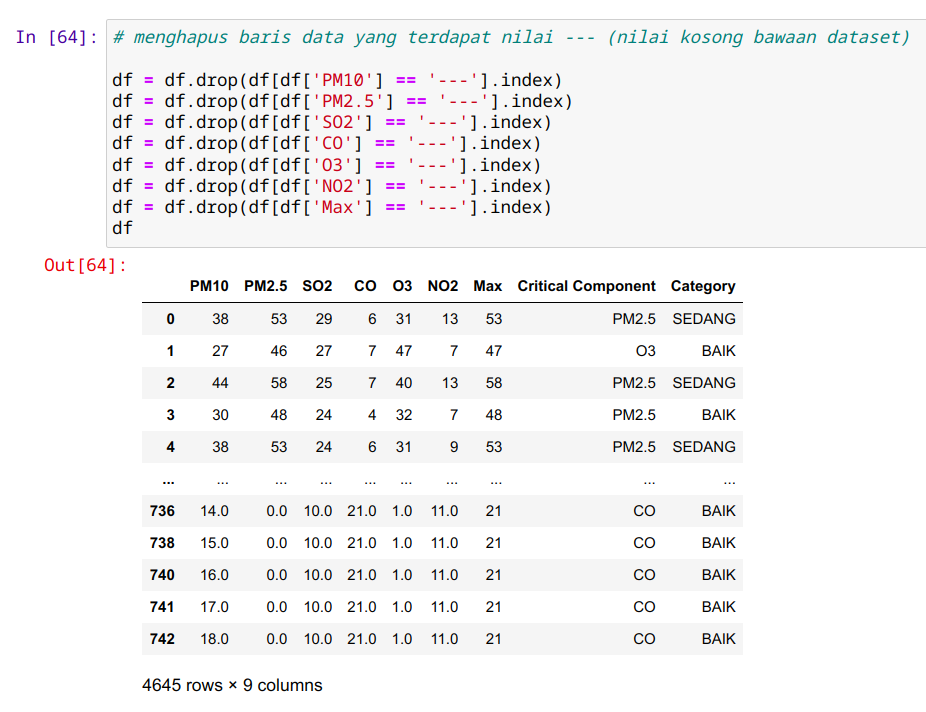 In [64]: # menghapus baris data yang terdapat nilai --- (nilai kosong bawaan dataset)
df = df.drop(df[df['PM10'] == '---'].index)
df = df.drop(df[df['PM2.5'] == '---'].index)
df = df.drop(df[df['SO2'] == '---'].index)
df = df.drop(df[df['CO'] == '---'].index)
df = df.drop(df[df['O3'] == '---'].index)
df = df.drop(df[df['NO2'] == '---'].index)
df = df.drop(df[df['Max'] == '---'].index)
df
Out[64]:
PM10 PM2.5 SO2 CO O3 NO2 Max Critical Component Category
0 38 53 29 6 31 13 53 PM2.5 SEDANG
1 27 46 27 7 47 7 47 O3 BAIK
2 44 58 25 7 40 13 58 PM2.5 SEDANG
3 30 48 24 4 32 7 48 PM2.5 BAIK
4 38 53 24 6 31 9 53 PM2.5 SEDANG
... ... ... ... ... ... ... ... ... ...
736 14.0 0.0 10.0 21.0 1.0 11.0 21 CO BAIK
738 15.0 0.0 10.0 21.0 1.0 11.0 21 CO BAIK
740 16.0 0.0 10.0 21.0 1.0 11.0 21 CO BAIK
741 17.0 0.0 10.0 21.0 1.0 11.0 21 CO BAIK
742 18.0 0.0 10.0 21.0 1.0 11.0 21 CO BAIK
4645 rows × 9 columns